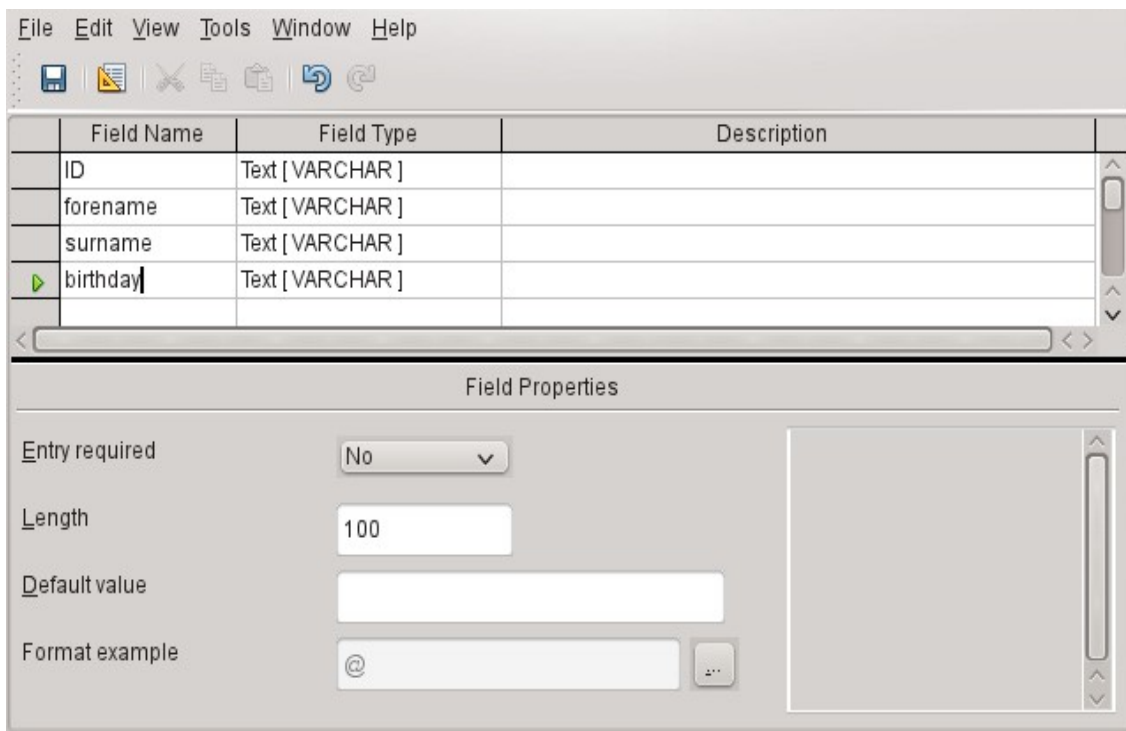 File Edit View Tools Window Help
Field Name Field Type Description
ID Text [ VARCHAR ]
forename Text [ VARCHAR ]
surname Text [ VARCHAR ]
birthday Text [ VARCHAR ]
Field Properties
Entry required No
Length 100
Default value
Format example @ ...